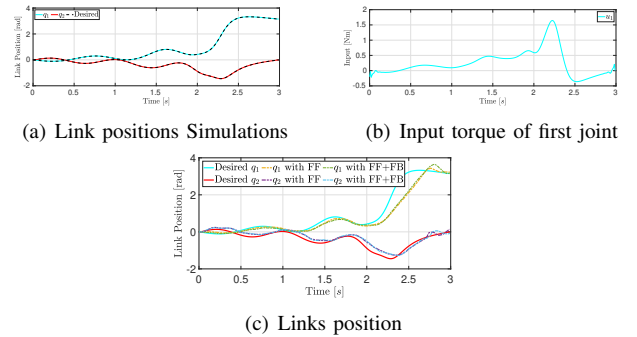 q₁ q₂ Desired
Link Position [rad]
4
2
0
-2
0 0.5 1 1.5 2 2.5 3
Time [s]
(a) Link positions Simulations
u₁
Input [Nm]
2
1.5
1
0.5
0
-0.5
0 0.5 1 1.5 2 2.5 3
Time [s]
(b) Input torque of first joint
Desired q₁ q₁ with FF q₁ with FF+FB
Desired q₂ q₂ with FF q₂ with FF+FB
Link Position [rad]
4
2
0
-2
0 0.5 1 1.5 2 2.5 3
Time [s]
(c) Links position